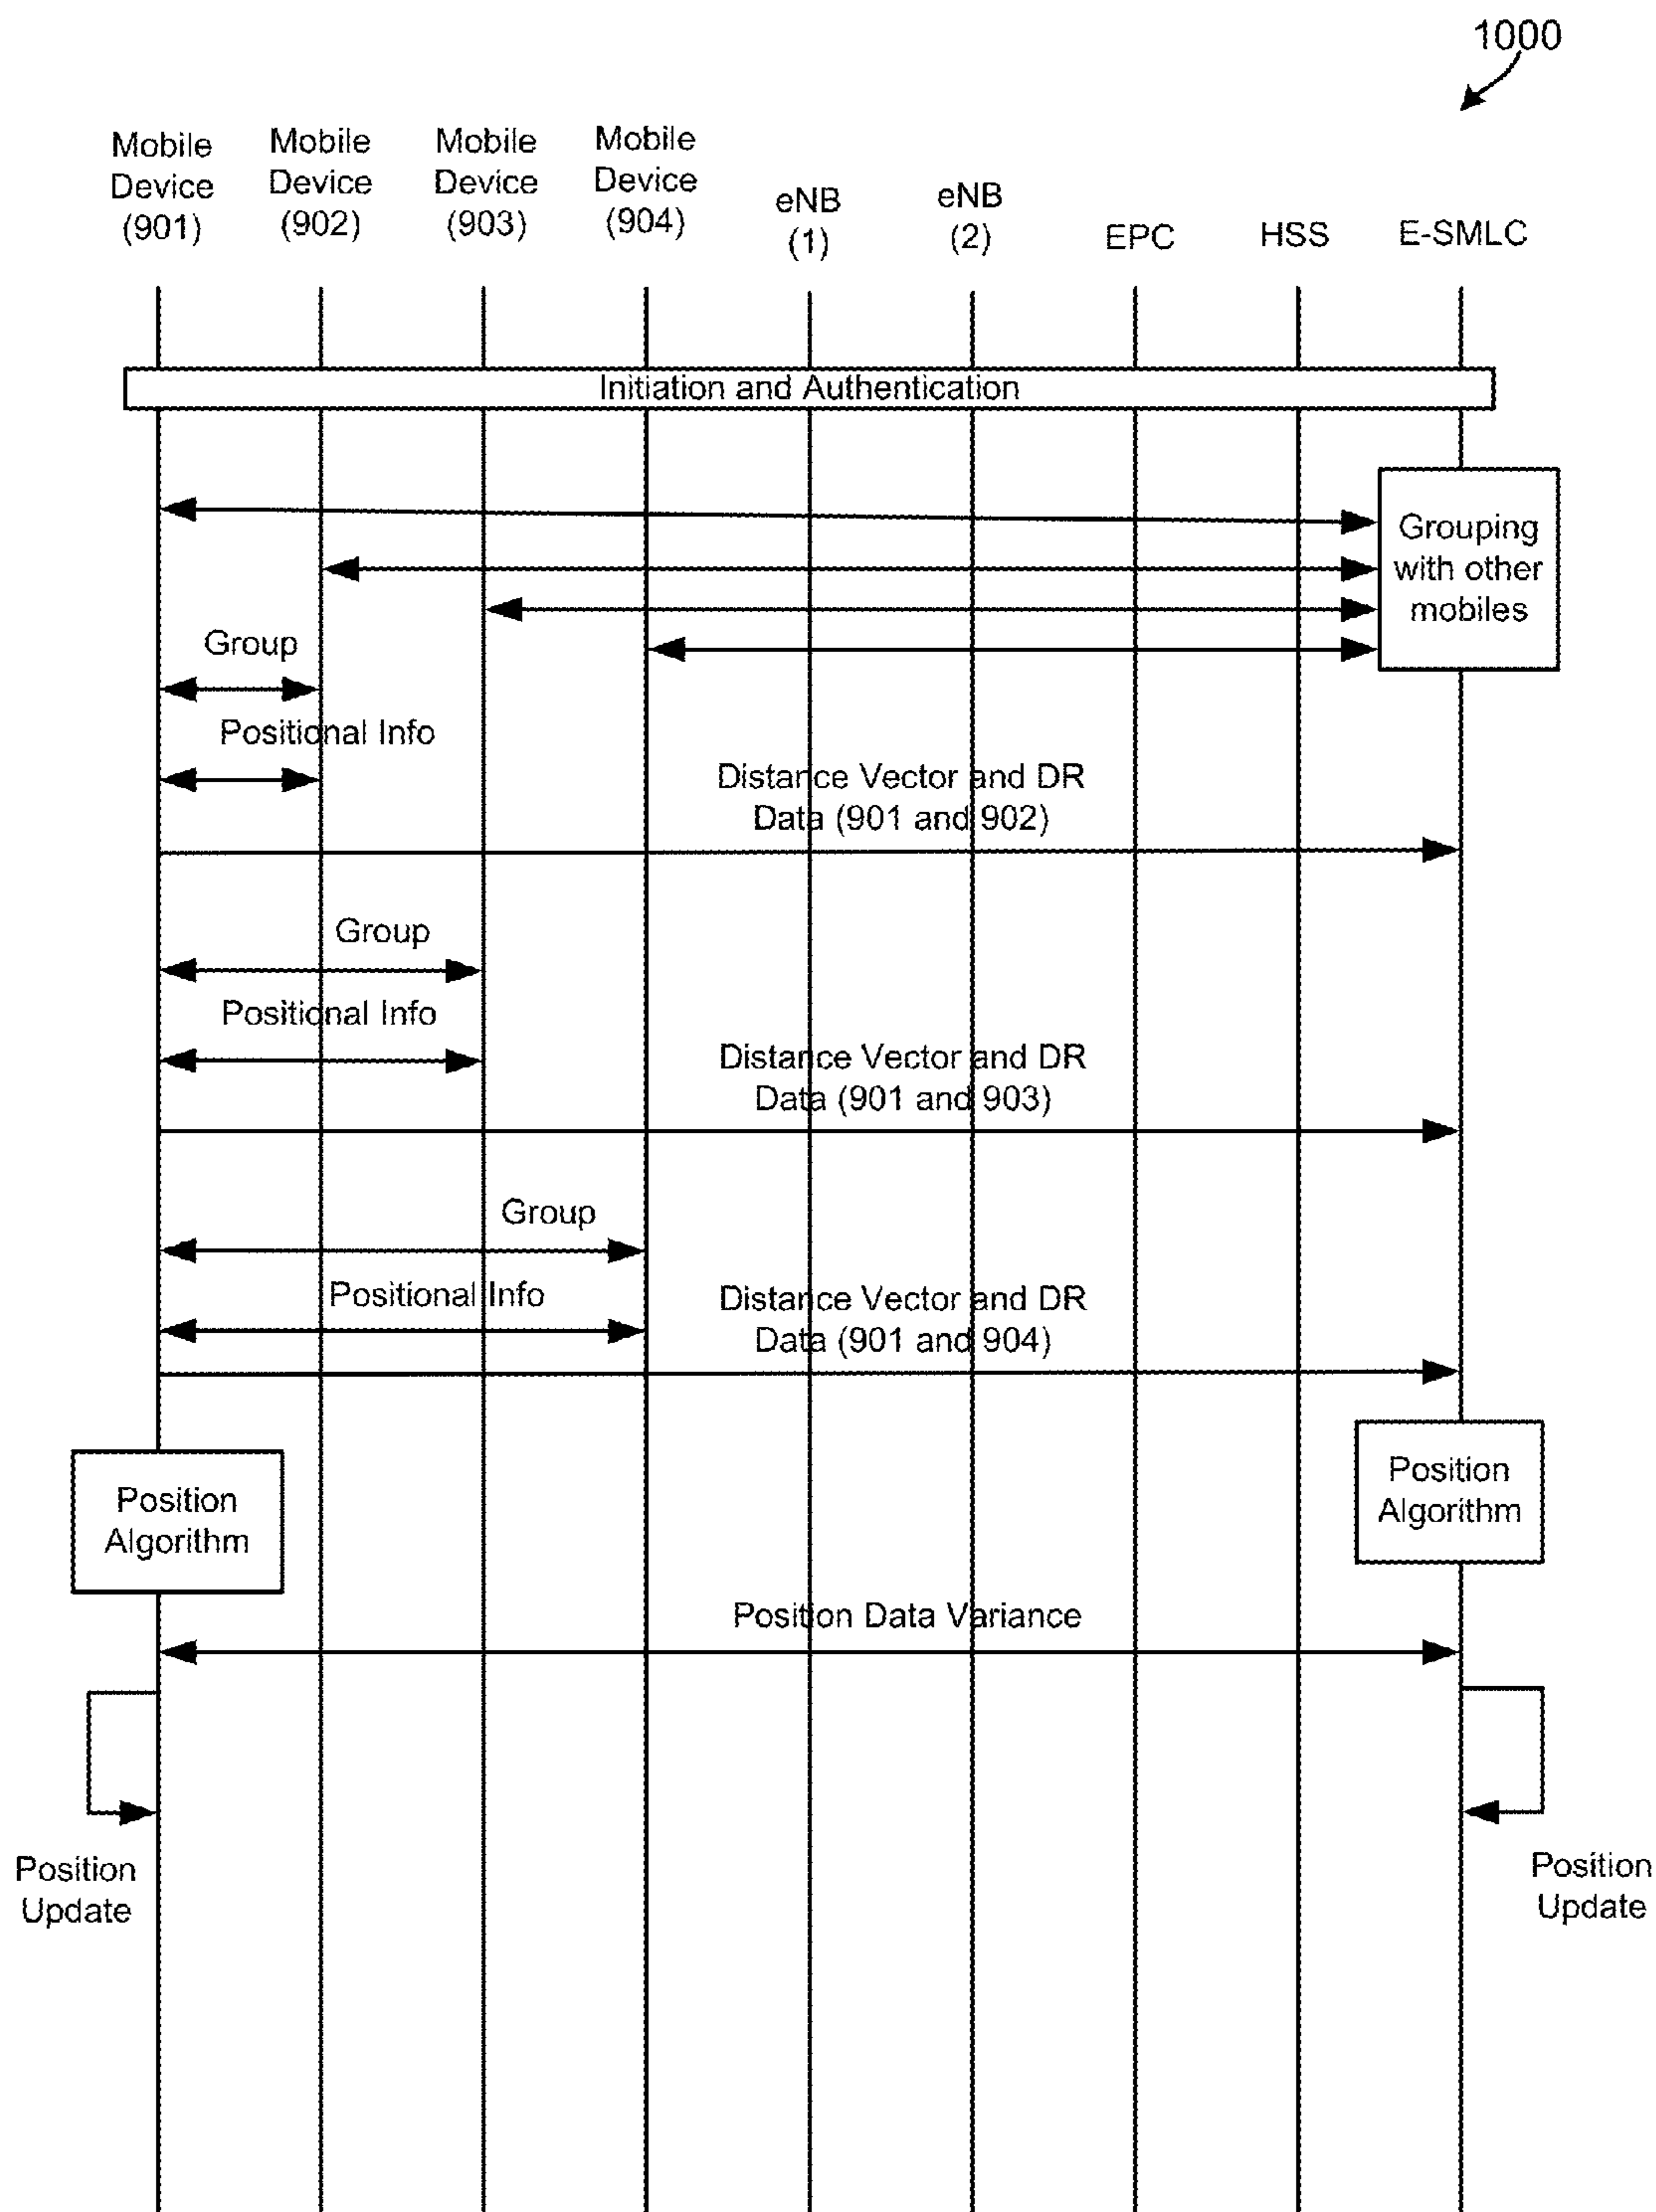 1000
Mobile
Device
(901)
Mobile
Device
(902)
Mobile
Device
(903)
Mobile
Device
(904)
eNB
(1)
eNB
(2)
EPC
HSS
E-SMLC
Initiation and Authentication
Grouping
with other
mobiles
Group
Positional Info
Distance Vector and DR
Data (901 and 902)
Group
Positional Info
Distance Vector and DR
Data (901 and 903)
Group
Positional Info
Distance Vector and DR
Data (901 and 904)
Position
Algorithm
Position
Algorithm
Position Data Variance
Position
Update
Position
Update